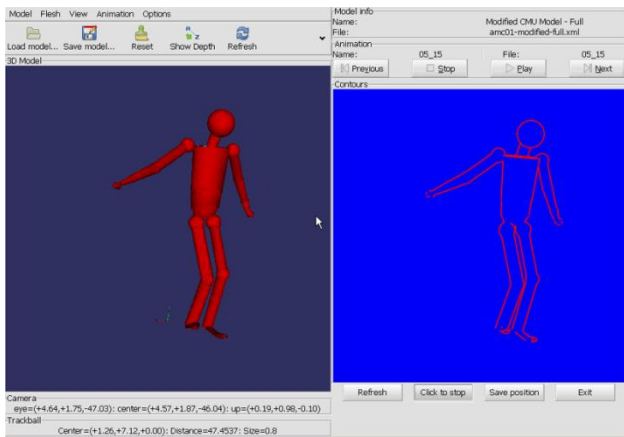 Model Flesh View Animation Options
Load model... Save model... Reset Show Depth Refresh
3D Model
Camera
eye=(+4.64,+1.75,-47.03): center=(+4.57,+1.87,-46.04): up=(+0.19,+0.98,-0.10)
Trackball
Center=(+1.26,+7.12,+0.00): Distance=47.4537: Size=0.8
Model info
Name: Modified CMU Model - Full
File: amc01-modified-full.xml
Animation
Name: 05_15 File: 05_15
Previous Stop Play Next
Contours
Refresh Click to stop Save position Exit